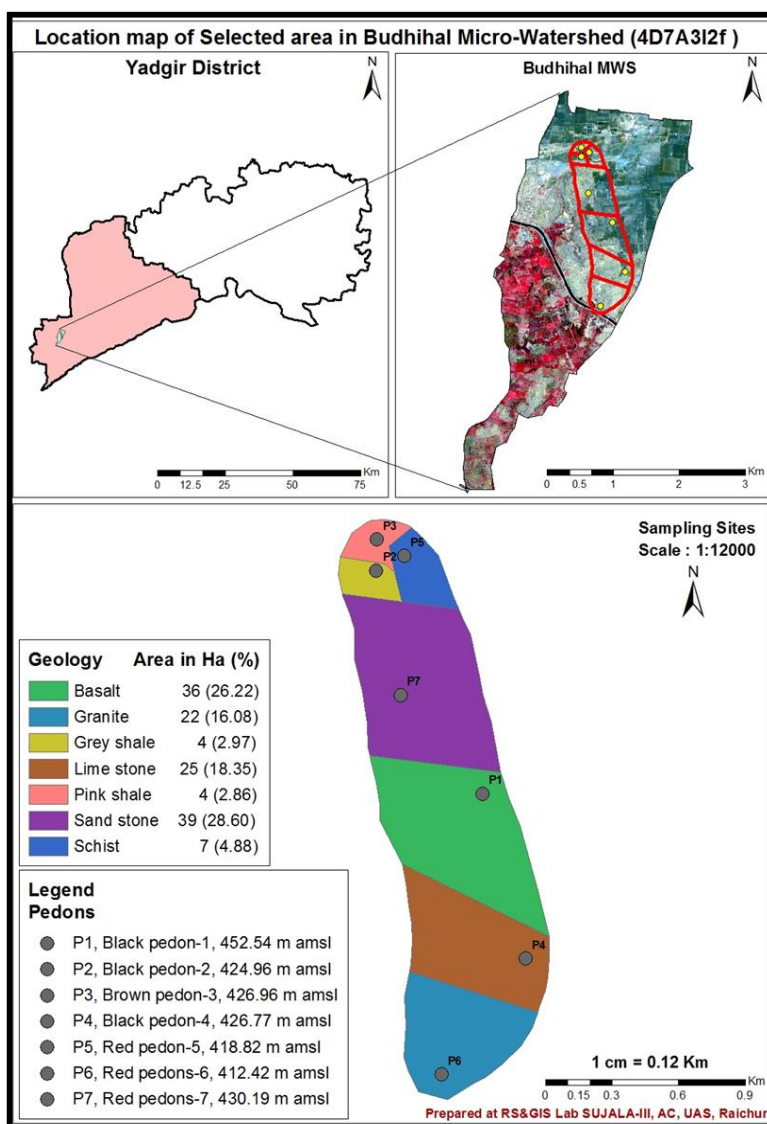 Location map of Selected area in Budhihal Micro-Watershed (4D7A3I2f )
Yadgir District
N
Km
0 12.5 25 50 75
Budhihal MWS
N
Km
0 0.5 1 2 3
Sampling Sites
Scale : 1:12000
N
P3
P5
P2
P7
P1
P4
P6
Geology Area in Ha (%)
Basalt 36 (26.22)
Granite 22 (16.08)
Grey shale 4 (2.97)
Lime stone 25 (18.35)
Pink shale 4 (2.86)
Sand stone 39 (28.60)
Schist 7 (4.88)
Legend
Pedons
P1, Black pedon-1, 452.54 m amsl
P2, Black pedon-2, 424.96 m amsl
P3, Brown pedon-3, 426.96 m amsl
P4, Black pedon-4, 426.77 m amsl
P5, Red pedon-5, 418.82 m amsl
P6, Red pedons-6, 412.42 m amsl
P7, Red pedons-7, 430.19 m amsl
1 cm = 0.12 Km
0 0.15 0.3 0.6 0.9
Prepared at RS&GIS Lab SUJALA-III, AC, UAS, Raichur